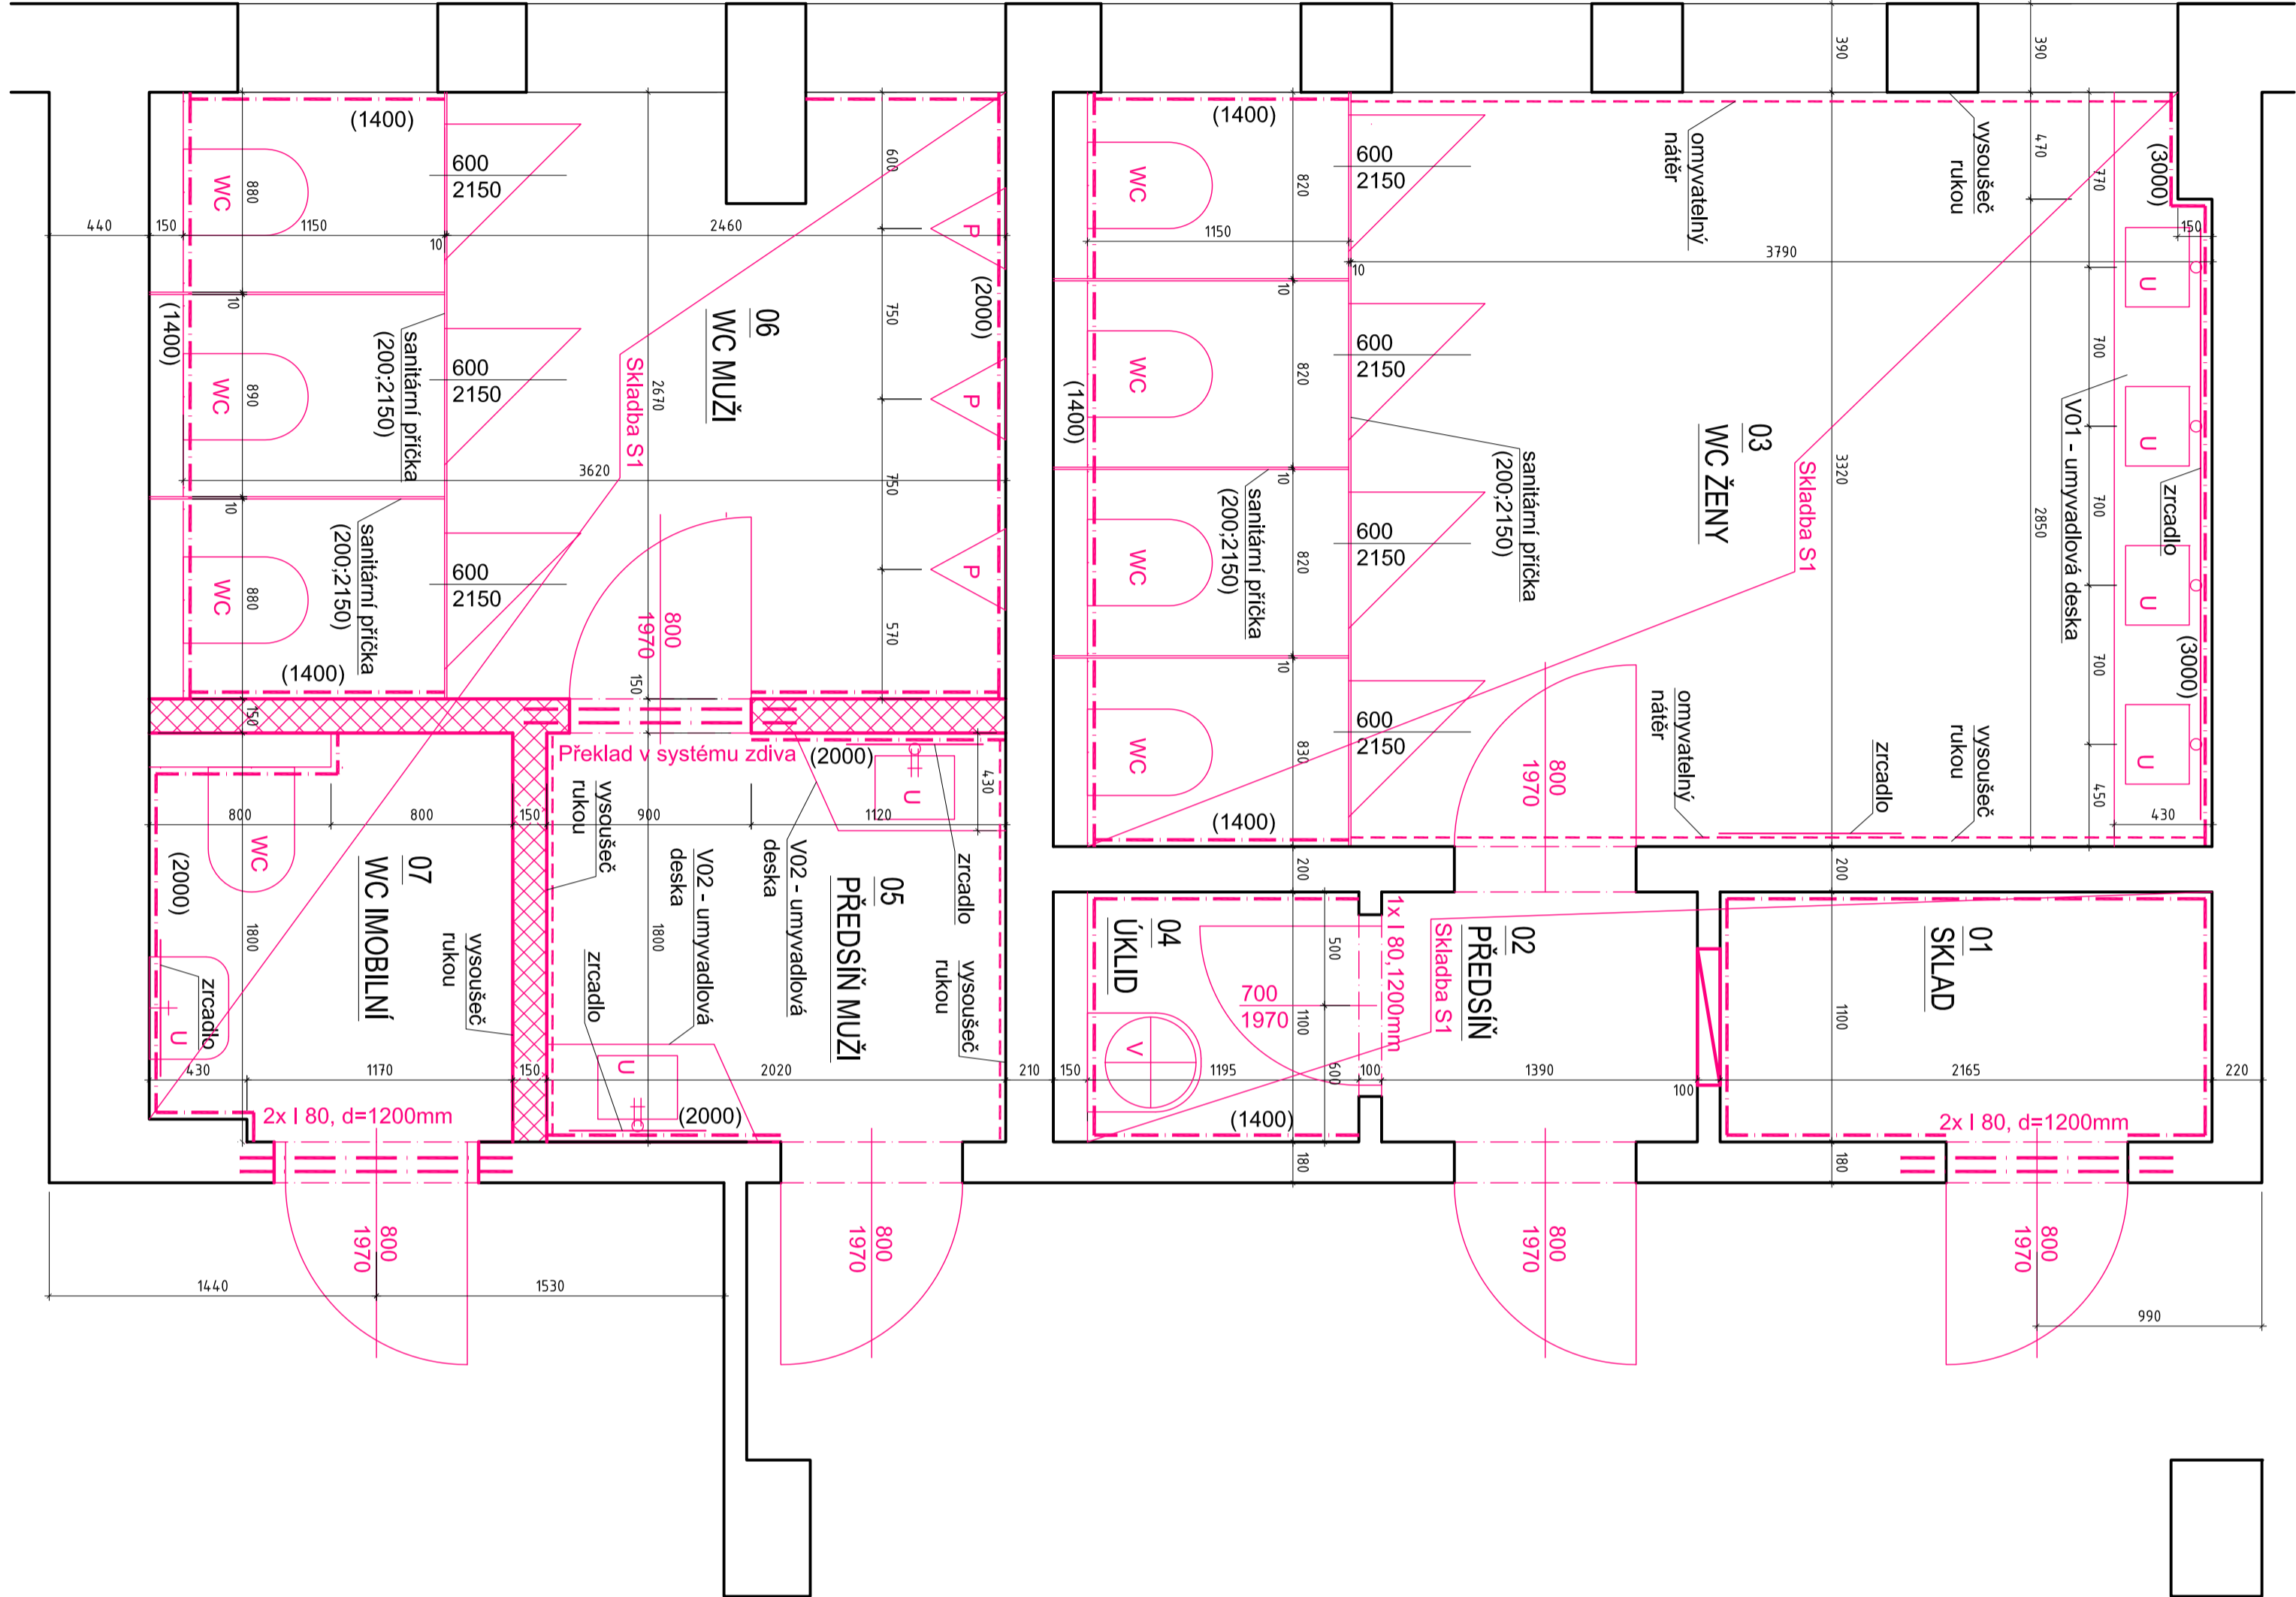 390
390
(1400)
600
2150
WC
880
440
150
1150
10
2460
600
P
(2000)
06
WC MUŽI
750
10
(1400)
sanitární příčka
(200;2150)
600
2150
WC
890
Skladba S1
2670
P
3620
750
10
sanitární příčka
(200;2150)
600
2150
WC
880
(1400)
P
570
800
1970
150
150
(1400)
600
2150
WC
820
1150
10
10
3790
omyvatelný
nátěr
vysoušeč
rukou
470
770
(3000)
150
U
600
2150
WC
820
(1400)
03
WC ŽENY
Skladba S1
3320
2850
700
V01 - umyvadlová deska
zrcadlo
U
10
sanitární příčka
(200;2150)
sanitární příčka
(200;2150)
600
2150
WC
820
700
U
10
600
2150
WC
830
(1400)
700
(3000)
U
omyvatelný
nátěr
zrcadlo
vysoušeč
rukou
450
430
800
1970
Překlad v systému zdiva
(2000)
U
430
vysoušeč
rukou
800
800
150
900
1120
WC
(2000)
07
WC IMOBILNÍ
1800
vysoušeč
rukou
V02 - umyvadlová
deska
V02 - umyvadlová
deska
zrcadlo
05
PŘEDSÍŇ MUŽI
1800
zrcadlo
vysoušeč
rukou
zrcadlo
U
430
1170
150
2020
210
U
(2000)
2x I 80, d=1200mm
200
200
04
ÚKLID
500
700
1970
1100
600
1x I 80,1200mm
Skladba S1
02
PŘEDSÍŇ
01
SKLAD
1100
V
150
1195
100
1390
100
2165
220
(1400)
2x I 80, d=1200mm
180
180
800
1970
800
1970
800
1970
800
1970
1440
1530
990